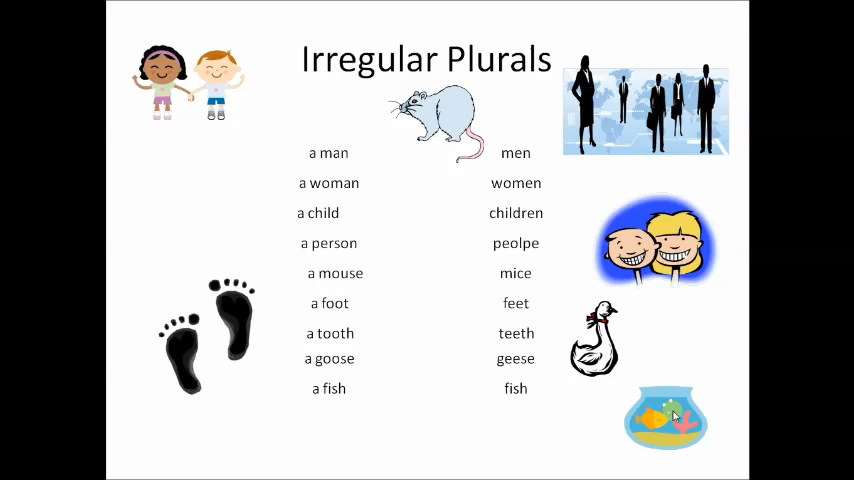 Irregular Plurals
a man men
a woman women
a child children
a person peolpe
a mouse mice
a foot feet
a tooth teeth
a goose geese
a fish fish